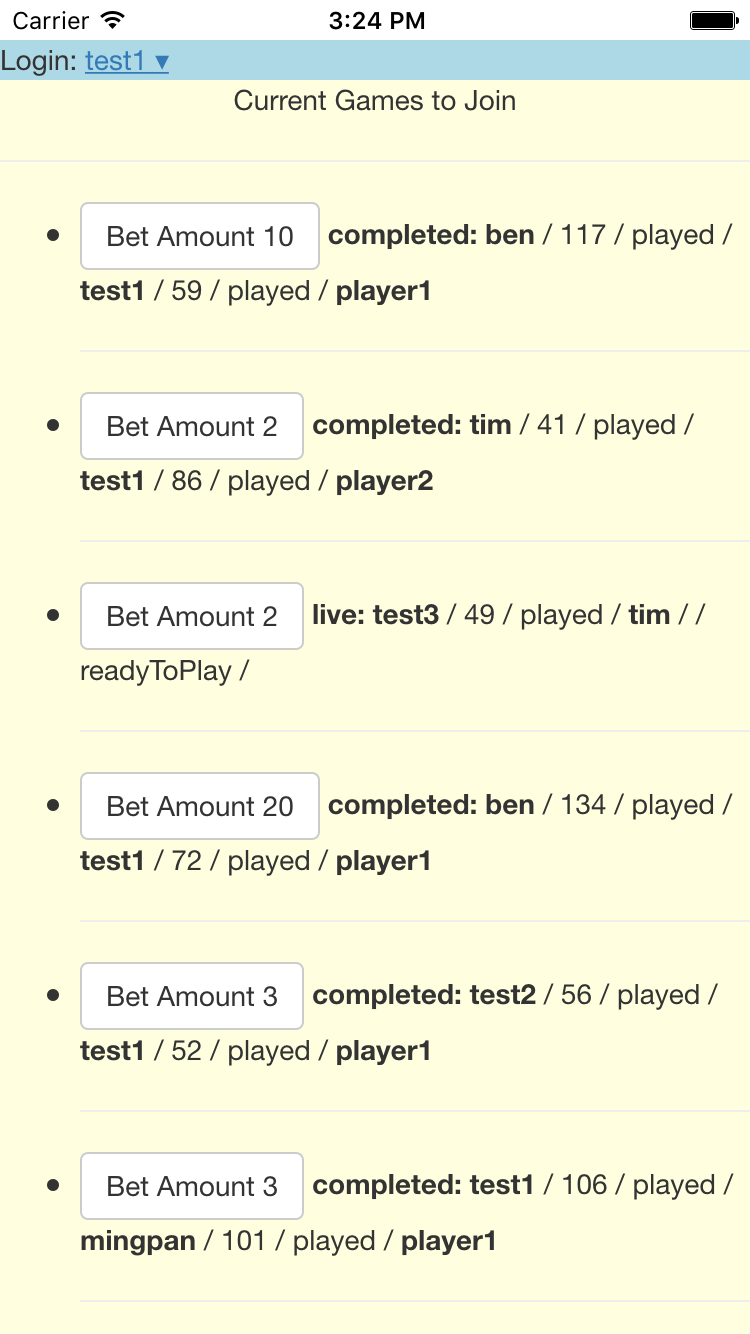 Carrier 3:24 PM
Login: test1 ▾
Current Games to Join
Bet Amount 10 completed: ben / 117 / played /
test1 / 59 / played / player1
Bet Amount 2 completed: tim / 41 / played /
test1 / 86 / played / player2
Bet Amount 2 live: test3 / 49 / played / tim / /
readyToPlay /
Bet Amount 20 completed: ben / 134 / played /
test1 / 72 / played / player1
Bet Amount 3 completed: test2 / 56 / played /
test1 / 52 / played / player1
Bet Amount 3 completed: test1 / 106 / played /
mingpan / 101 / played / player1